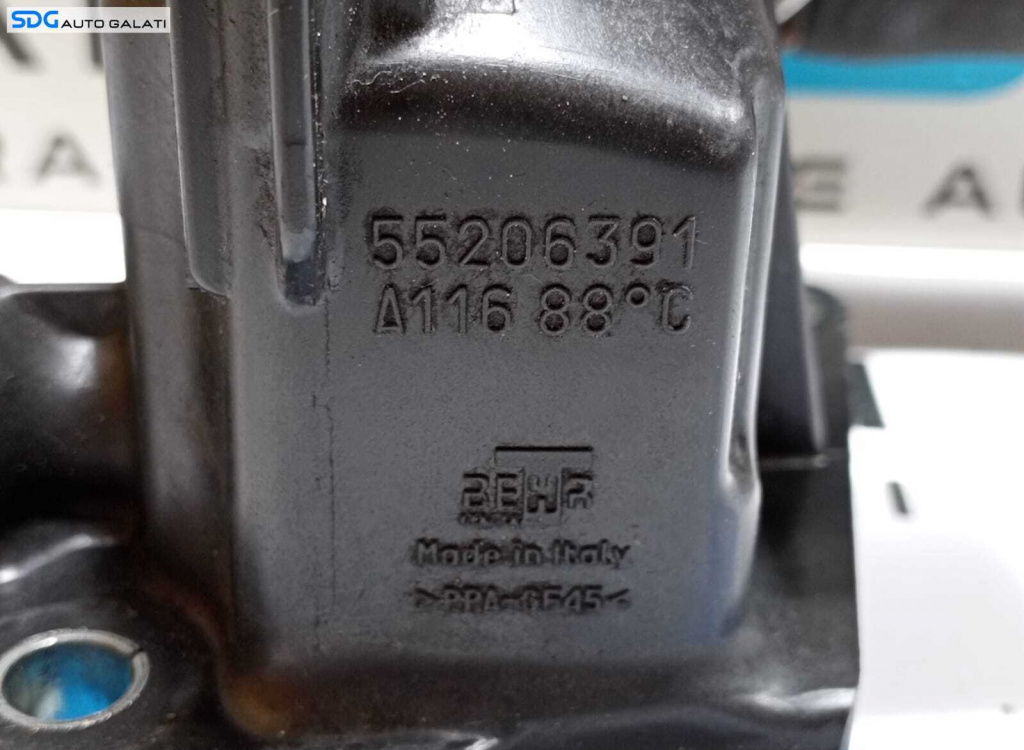 SDG AUTO GALATI
55206391
A116 88°C
BEHR
Made in Italy
>PPA-GF45<